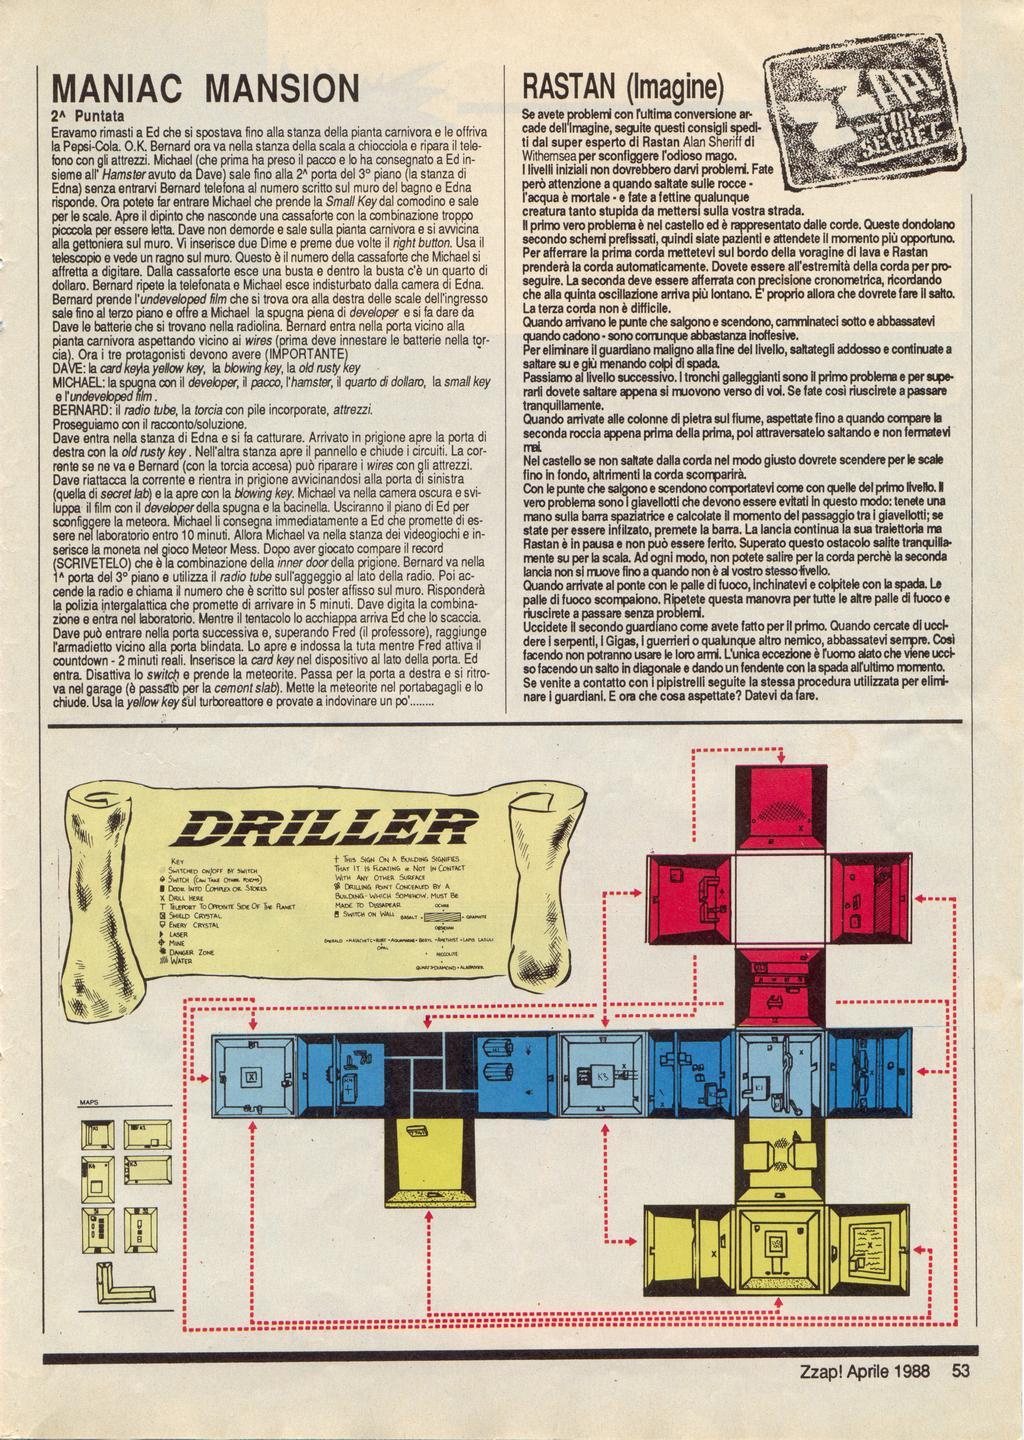 MANIAC MANSION
2^ Puntata
Eravamo rimasti a Ed che si spostava fino alla stanza della pianta carnivora e le offriva
la Pepsi-Cola. O.K. Bernard ora va nella stanza della scala a chiocciola e ripara il tele-
fono con gli attrezzi. Michael (che prima ha preso il pacco e lo ha consegnato a Ed in-
sieme all' Hamster avuto da Dave) sale fino alla 2^ porta del 3° piano (la stanza di
Edna) senza entrarvi Bernard telefona al numero scritto sul muro del bagno e Edna
risponde. Ora potete far entrare Michael che prende la Small Key dal comodino e sale
per le scale. Apre il dipinto che nasconde una cassaforte con la combinazione troppo
picccola per essere letta. Dave non demorde e sale sulla pianta carnivora e si avvicina
alla gettoniera sul muro. Vi inserisce due Dime e preme due volte il right button. Usa il
telescopio e vede un ragno sul muro. Questo è il numero della cassaforte che Michael si
affretta a digitare. Dalla cassaforte esce una busta e dentro la busta c'è un quarto di
dollaro. Bernard ripete la telefonata e Michael esce indisturbato dalla camera di Edna.
Bernard prende l'undeveloped film che si trova ora alla destra delle scale dell'ingresso
sale fino al terzo piano e offre a Michael la spugna piena di developer e si fa dare da
Dave le batterie che si trovano nella radiolina. Bernard entra nella porta vicino alla
pianta carnivora aspettando vicino ai wires (prima deve innestare le batterie nella tor-
cia). Ora i tre protagonisti devono avere (IMPORTANTE)
DAVE: la card keyla yellow key, la blowing key, la old rusty key
MICHAEL: la spugna con il developer, il pacco, l'hamster, il quarto di dollaro, la small key
e l'undeveloped film.
BERNARD: il radio tube, la torcia con pile incorporate, attrezzi.
Proseguiamo con il racconto/soluzione.
Dave entra nella stanza di Edna e si fa catturare. Arrivato in prigione apre la porta di
destra con la old rusty key. Nell'altra stanza apre il pannello e chiude i circuiti. La cor-
rente se ne va e Bernard (con la torcia accesa) può riparare i wires con gli attrezzi.
Dave riattacca la corrente e rientra in prigione avvicinandosi alla porta di sinistra
(quella di secret lab) e la apre con la blowing key. Michael va nella camera oscura e svi-
luppa il film con il developer della spugna e la bacinella. Usciranno il piano di Ed per
sconfiggere la meteora. Michael li consegna immediatamente a Ed che promette di es-
sere nel laboratorio entro 10 minuti. Allora Michael va nella stanza dei videogiochi e in-
serisce la moneta nel gioco Meteor Mess. Dopo aver giocato compare il record
(SCRIVETELO) che è la combinazione della inner door della prigione. Bernard va nella
1^ porta del 3° piano e utilizza il radio tube sull'aggeggio al lato della radio. Poi ac-
cende la radio e chiama il numero che è scritto sul poster affisso sul muro. Risponderà
la polizia intergalattica che promette di arrivare in 5 minuti. Dave digita la combina-
zione e entra nel laboratorio. Mentre il tentacolo lo acchiappa arriva Ed che lo scaccia.
Dave può entrare nella porta successiva e, superando Fred (il professore), raggiunge
l'armadietto vicino alla porta blindata. Lo apre e indossa la tuta mentre Fred attiva il
countdown - 2 minuti reali. Inserisce la card key nel dispositivo al lato della porta. Ed
entra. Disattiva lo switch e prende la meteorite. Passa per la porta a destra e si ritro-
va nel garage (è passato per la cemont slab). Mette la meteorite nel portabagagli e lo
chiude. Usa la yellow key sul turboreattore e provate a indovinare un po'........
RASTAN (Imagine)
Se avete problemi con l'ultima conversione ar-
cade dell'Imagine, seguite questi consigli spedi-
ti dal super esperto di Rastan Alan Sheriff di
Withernsea per sconfiggere l'odioso mago.
I livelli iniziali non dovrebbero darvi problemi. Fate
però attenzione a quando saltate sulle rocce -
l'acqua è mortale - e fate a fettine qualunque
creatura tanto stupida da mettersi sulla vostra strada.
Il primo vero problema è nel castello ed è rappresentato dalle corde. Queste dondolano
secondo schemi prefissati, quindi siate pazienti e attendete il momento più opportuno.
Per afferrare la prima corda mettetevi sul bordo della voragine di lava e Rastan
prenderà la corda automaticamente. Dovete essere all'estremità della corda per pro-
seguire. La seconda deve essere afferrata con precisione cronometrica, ricordando
che alla quinta oscillazione arriva più lontano. E' proprio allora che dovrete fare il salto.
La terza corda non è difficile.
Quando arrivano le punte che salgono e scendono, camminateci sotto e abbassatevi
quando cadono - sono comunque abbastanza inoffesive.
Per eliminare il guardiano maligno alla fine del livello, saltategli addosso e continuate a
saltare su e giù menando colpi di spada.
Passiamo al livello successivo. I tronchi galleggianti sono il primo problema e per supe-
rarli dovete saltare appena si muovono verso di voi. Se fate così riuscirete a passare
tranquillamente.
Quando arrivate alle colonne di pietra sul fiume, aspettate fino a quando compare la
seconda roccia appena prima della prima, poi attraversatelo saltando e non fermatevi
mai.
Nel castello se non saltate dalla corda nel modo giusto dovrete scendere per le scale
fino in fondo, altrimenti la corda scomparirà.
Con le punte che salgono e scendono comportatevi come con quelle del primo livello. Il
vero problema sono i giavellotti che devono essere evitati in questo modo: tenete una
mano sulla barra spaziatrice e calcolate il momento del passaggio tra i giavellotti; se
state per essere infilzato, premete la barra. La lancia continua la sua traiettoria ma
Rastan è in pausa e non può essere ferito. Superato questo ostacolo salite tranquilla-
mente su per la scala. Ad ogni modo, non potete salire per la corda perchè la seconda
lancia non si muove fino a quando non è al vostro stesso livello.
Quando arrivate al ponte con le palle di fuoco, inchinatevi e colpitele con la spada. Le
palle di fuoco scompaiono. Ripetete questa manovra per tutte le altre palle di fuoco e
riuscirete a passare senza problemi.
Uccidete il secondo guardiano come avete fatto per il primo. Quando cercate di ucci-
dere i serpenti, i Gigas, i guerrieri o qualunque altro nemico, abbassatevi sempre. Così
facendo non potranno usare le loro armi. L'unica eccezione è l'uomo alato che viene ucci-
so facendo un salto in diagonale e dando un fendente con la spada all'ultimo momento.
Se venite a contatto con i pipistrelli seguite la stessa procedura utilizzata per elimi-
nare i guardiani. E ora che cosa aspettate? Datevi da fare.
ZZAP!
TOP
SECRET
DRILLER
KEY
SWITCHED ON/OFF BY SWITCH
SWITCH (CAN TAKE OTHER FORMS)
DOOR INTO COMPLEX OR STORES
X DRILL HERE
T TELEPORT TO OPPOSITE SIDE OF THE PLANET
SHIELD CRYSTAL
ENERY CRYSTAL
LASER
MINE
DANGER ZONE
WATER
† THIS SIGN ON A BUILDING SIGNIFIES
THAT IT IS FLOATING OR NOT IN CONTACT
WITH ANY OTHER SURFACE
DRILLING POINT CONCEALED BY A
BUILDING - WHICH SOMEHOW MUST BE
MADE TO DISSAPEAR
SWITCH ON WALL
OCHRE
BASALT
GRAPHITE
OBSIDIAN
EMERALD • MALACHITE • RUBY • AQUAMARINE • BERYL • AMETHYST • LAPIS LAZULI
OPAL
NICCOLITE
QUARTZ • DIAMOND • ALABASTER
MAPS
K1
K4
K3
K3
K1
Zzap! Aprile 1988 53